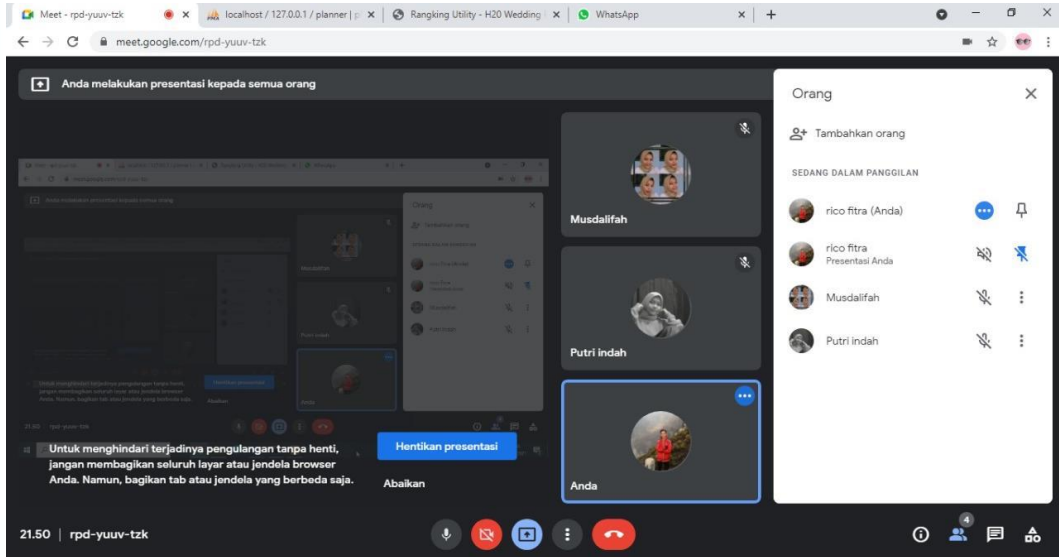 Meet - rpd-yuuv-tzk
localhost / 127.0.0.1 / planner | p
Rangking Utility - H2O Wedding
WhatsApp
meet.google.com/rpd-yuuv-tzk
Anda melakukan presentasi kepada semua orang
Musdalifah
Putri indah
Anda
Untuk menghindari terjadinya pengulangan tanpa henti,
jangan membagikan seluruh layar atau jendela browser
Anda. Namun, bagikan tab atau jendela yang berbeda saja.
Hentikan presentasi
Abaikan
Orang
Tambahkan orang
SEDANG DALAM PANGGILAN
rico fitra (Anda)
rico fitra
Presentasi Anda
Musdalifah
Putri indah
21.50 | rpd-yuuv-tzk
4